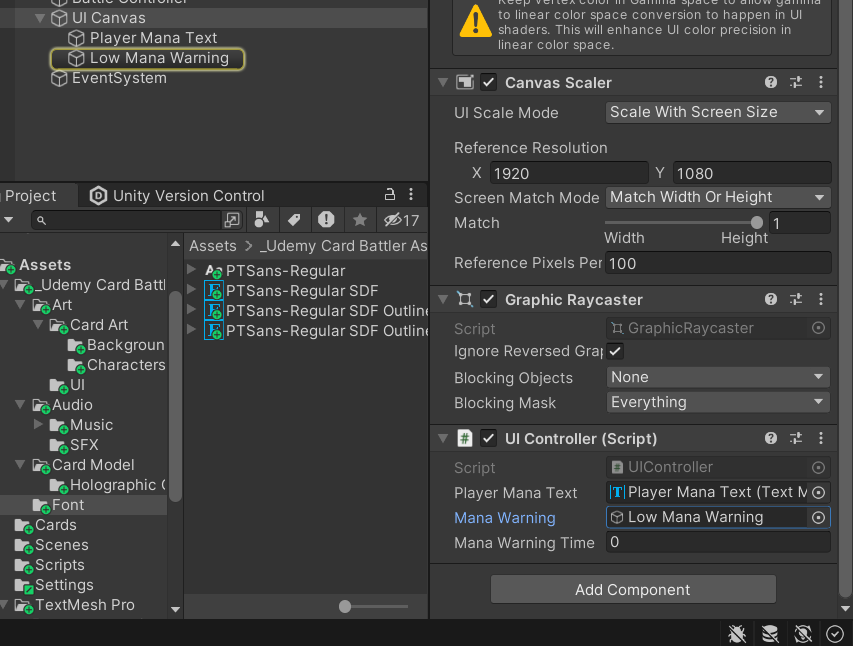 Battle Controller
UI Canvas
Player Mana Text
Low Mana Warning
EventSystem
Project
Unity Version Control
17
Assets
_Udemy Card Battl
Art
Card Art
Backgroun
Characters
UI
Audio
Music
SFX
Card Model
Holographic C
Font
Cards
Scenes
Scripts
Settings
TextMesh Pro
Assets > _Udemy Card Battler As
PTSans-Regular
PTSans-Regular SDF
PTSans-Regular SDF Outline
PTSans-Regular SDF Outline
Keep vertex color in Gamma space to allow gamma
to linear color space conversion to happen in UI
shaders. This will enhance UI color precision in
linear color space.
Canvas Scaler
UI Scale Mode Scale With Screen Size
Reference Resolution
X 1920 Y 1080
Screen Match Mode Match Width Or Height
Match 1
Width Height
Reference Pixels Per 100
Graphic Raycaster
Script GraphicRaycaster
Ignore Reversed Grap
Blocking Objects None
Blocking Mask Everything
UI Controller (Script)
Script UIController
Player Mana Text Player Mana Text (Text M
Mana Warning Low Mana Warning
Mana Warning Time 0
Add Component